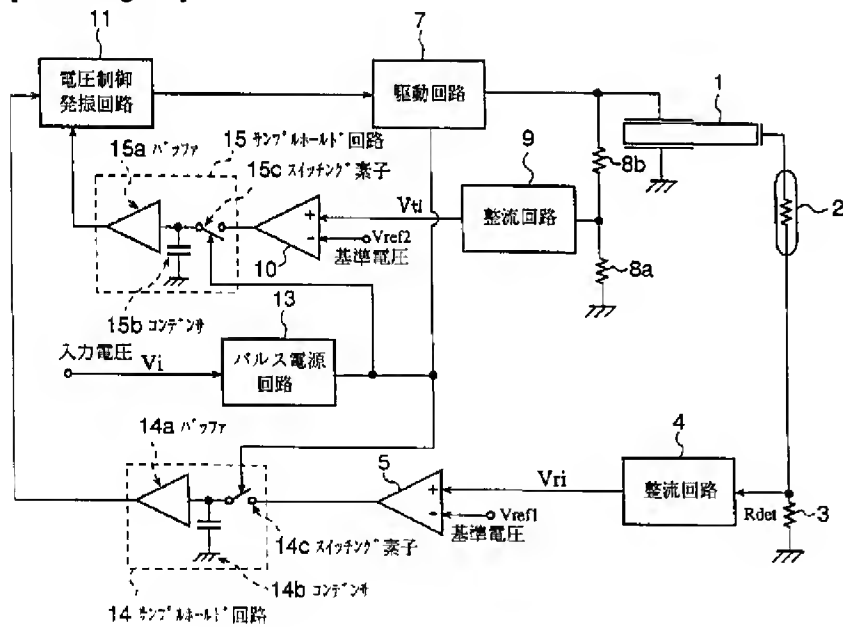 11
電圧制御
発振回路
7
駆動回路
1
15 サンプルホールド回路
15a バッファ
15c スイッチング素子
9
整流回路
8b
2
Vti
10
Vref2
基準電圧
8a
15b コンデンサ
13
入力電圧
Vi
パルス電源
回路
14a バッファ
5
4
整流回路
Vri
Vref1
基準電圧
Rdet
3
14c スイッチング素子
14b コンデンサ
14 サンプルホールド回路